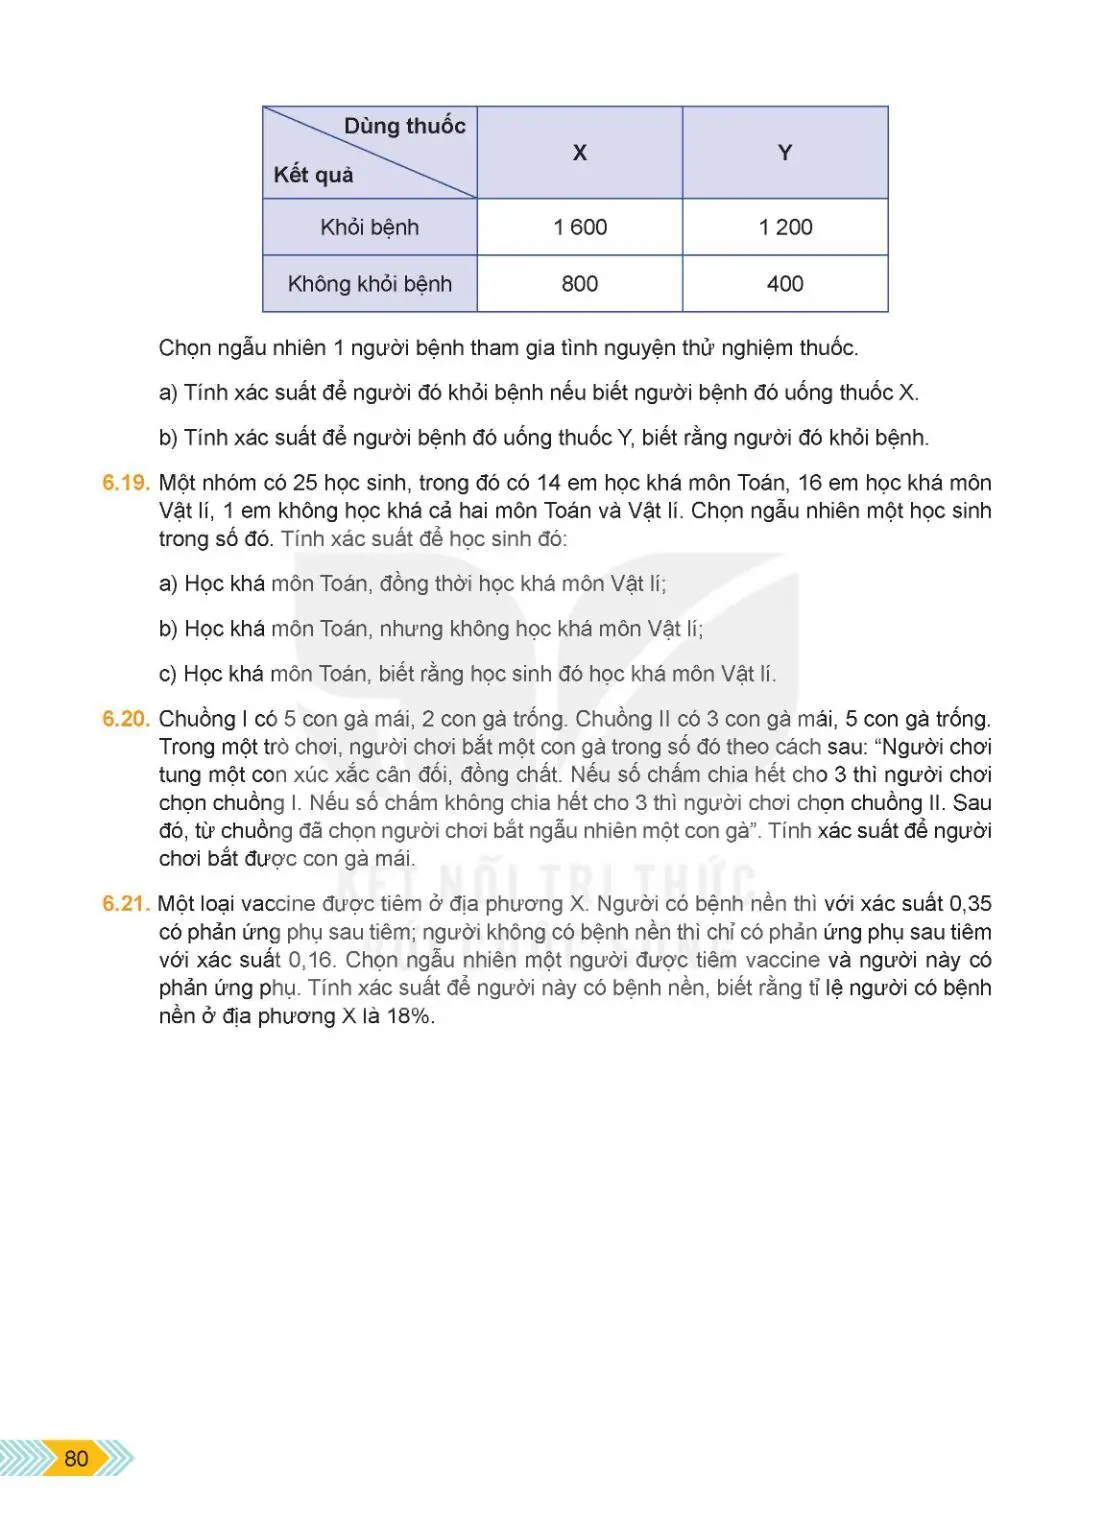 Dùng thuốc
Kết quả
X
Y
Khỏi bệnh
1 600
1 200
Không khỏi bệnh
800
400
Chọn ngẫu nhiên 1 người bệnh tham gia tình nguyện thử nghiệm thuốc.
a) Tính xác suất để người đó khỏi bệnh nếu biết người bệnh đó uống thuốc X.
b) Tính xác suất để người bệnh đó uống thuốc Y, biết rằng người đó khỏi bệnh.
6.19. Một nhóm có 25 học sinh, trong đó có 14 em học khá môn Toán, 16 em học khá môn
Vật lí, 1 em không học khá cả hai môn Toán và Vật lí. Chọn ngẫu nhiên một học sinh
trong số đó. Tính xác suất để học sinh đó:
a) Học khá môn Toán, đồng thời học khá môn Vật lí;
b) Học khá môn Toán, nhưng không học khá môn Vật lí;
c) Học khá môn Toán, biết rằng học sinh đó học khá môn Vật lí.
6.20. Chuồng I có 5 con gà mái, 2 con gà trống. Chuồng II có 3 con gà mái, 5 con gà trống.
Trong một trò chơi, người chơi bắt một con gà trong số đó theo cách sau: “Người chơi
tung một con xúc xắc cân đối, đồng chất. Nếu số chấm chia hết cho 3 thì người chơi
chọn chuồng I. Nếu số chấm không chia hết cho 3 thì người chơi chọn chuồng II. Sau
đó, từ chuồng đã chọn người chơi bắt ngẫu nhiên một con gà”. Tính xác suất để người
chơi bắt được con gà mái.
KẾT NỐI TRI THỨC
6.21. Một loại vaccine được tiêm ở địa phương X. Người có bệnh nền thì với xác suất 0,35
có phản ứng phụ sau tiêm; người không có bệnh nền thì chỉ có phản ứng phụ sau tiêm
VỚI CUỘC SỐNG
với xác suất 0,16. Chọn ngẫu nhiên một người được tiêm vaccine và người này có
phản ứng phụ. Tính xác suất để người này có bệnh nền, biết rằng tỉ lệ người có bệnh
nền ở địa phương X là 18%.
80